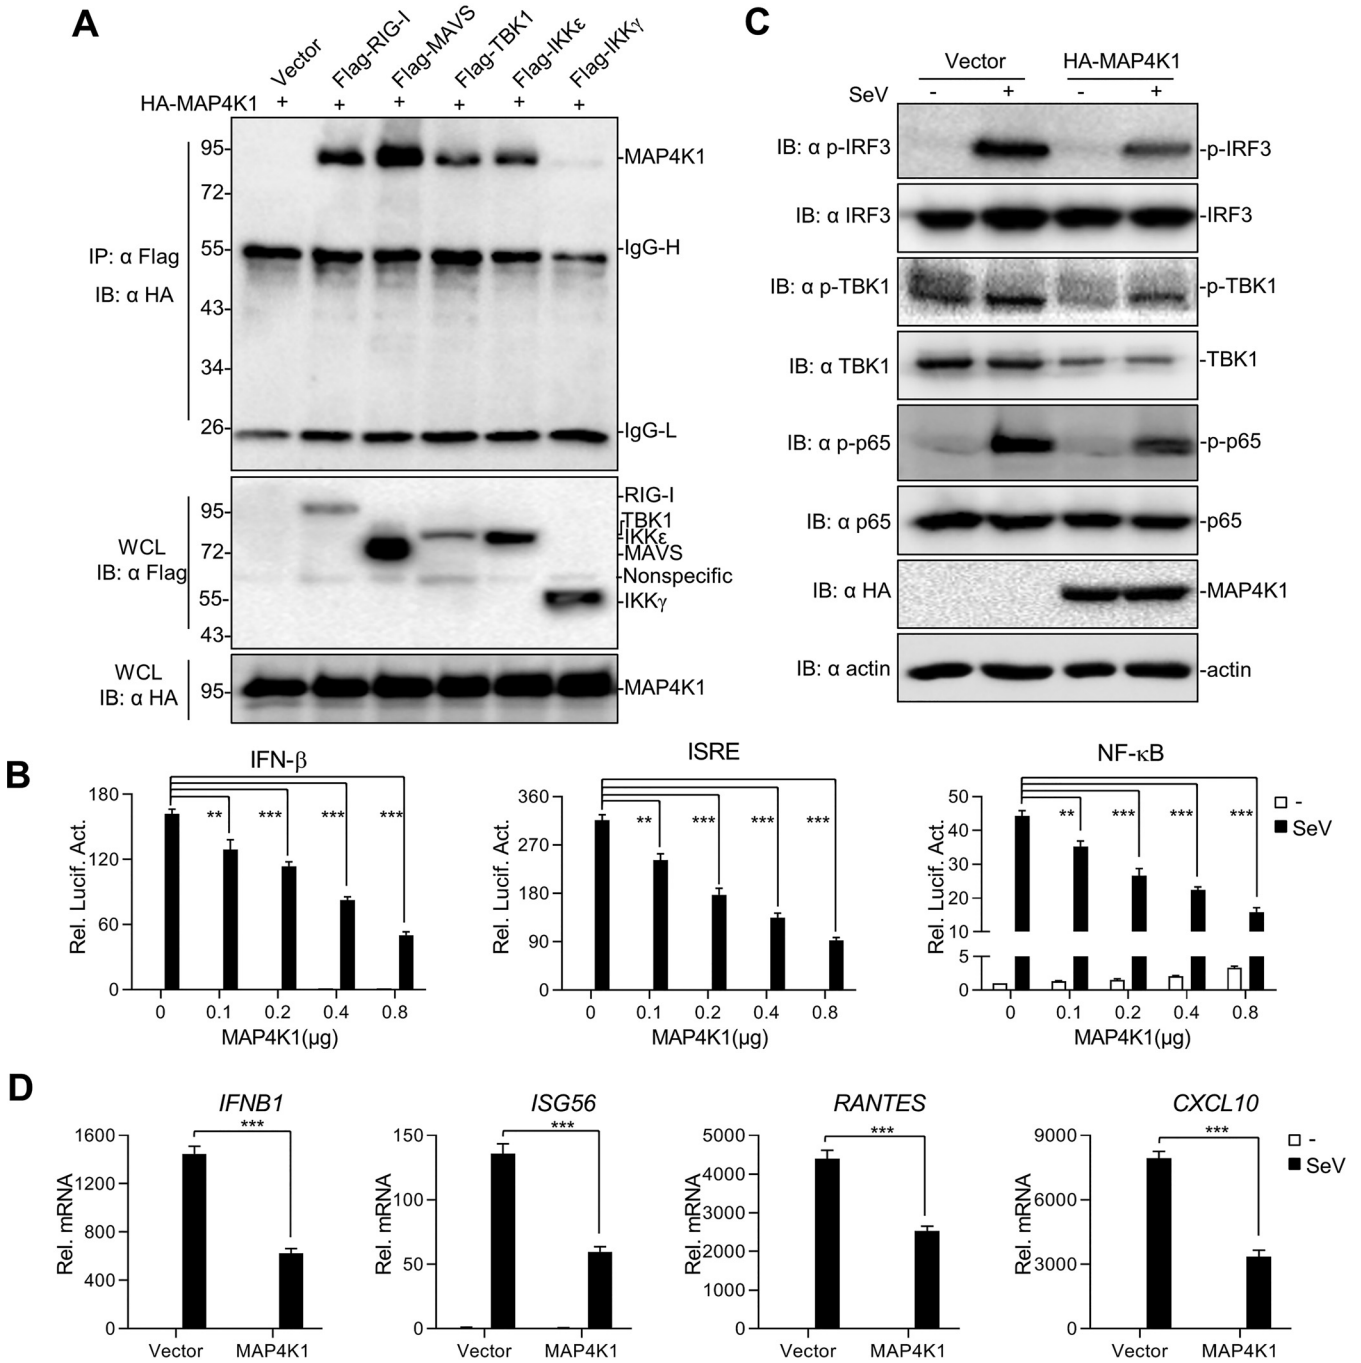 A
Vector
Flag-RIG-I
Flag-MAVS
Flag-TBK1
Flag-IKKε
Flag-IKKγ
HA-MAP4K1 + + + + + +
95-
72-
55-
43-
34-
26-
IP: α Flag
IB: α HA
MAP4K1
IgG-H
IgG-L
WCL
IB: α Flag
95-
72-
55-
43-
RIG-I
TBK1
IKKε
MAVS
Nonspecific
IKKγ
WCL
IB: α HA
95-
MAP4K1
C
Vector HA-MAP4K1
SeV - + - +
IB: α p-IRF3 -p-IRF3
IB: α IRF3 -IRF3
IB: α p-TBK1 -p-TBK1
IB: α TBK1 -TBK1
IB: α p-p65 -p-p65
IB: α p65 -p65
IB: α HA -MAP4K1
IB: α actin -actin
B
IFN-β
Rel. Lucif. Act.
180
120
60
0
** *** *** ***
0 0.1 0.2 0.4 0.8
MAP4K1(μg)
ISRE
Rel. Lucif. Act.
360
270
180
90
0
** *** *** ***
0 0.1 0.2 0.4 0.8
MAP4K1(μg)
NF-κB
Rel. Lucif. Act.
50
40
30
20
10
5
0
** *** *** ***
0 0.1 0.2 0.4 0.8
MAP4K1(μg)
-
SeV
D
IFNB1
Rel. mRNA
1600
1200
800
400
0
***
Vector MAP4K1
ISG56
Rel. mRNA
150
100
50
0
***
Vector MAP4K1
RANTES
Rel. mRNA
5000
4000
3000
2000
1000
0
***
Vector MAP4K1
CXCL10
Rel. mRNA
9000
6000
3000
0
***
Vector MAP4K1
-
SeV